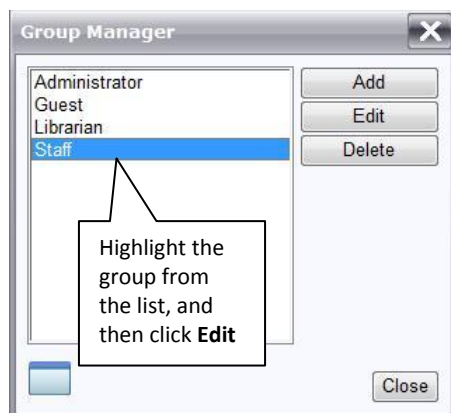 Group Manager
Administrator
Guest
Librarian
Staff
Add
Edit
Delete
Highlight the
group from
the list, and
then click Edit
Close